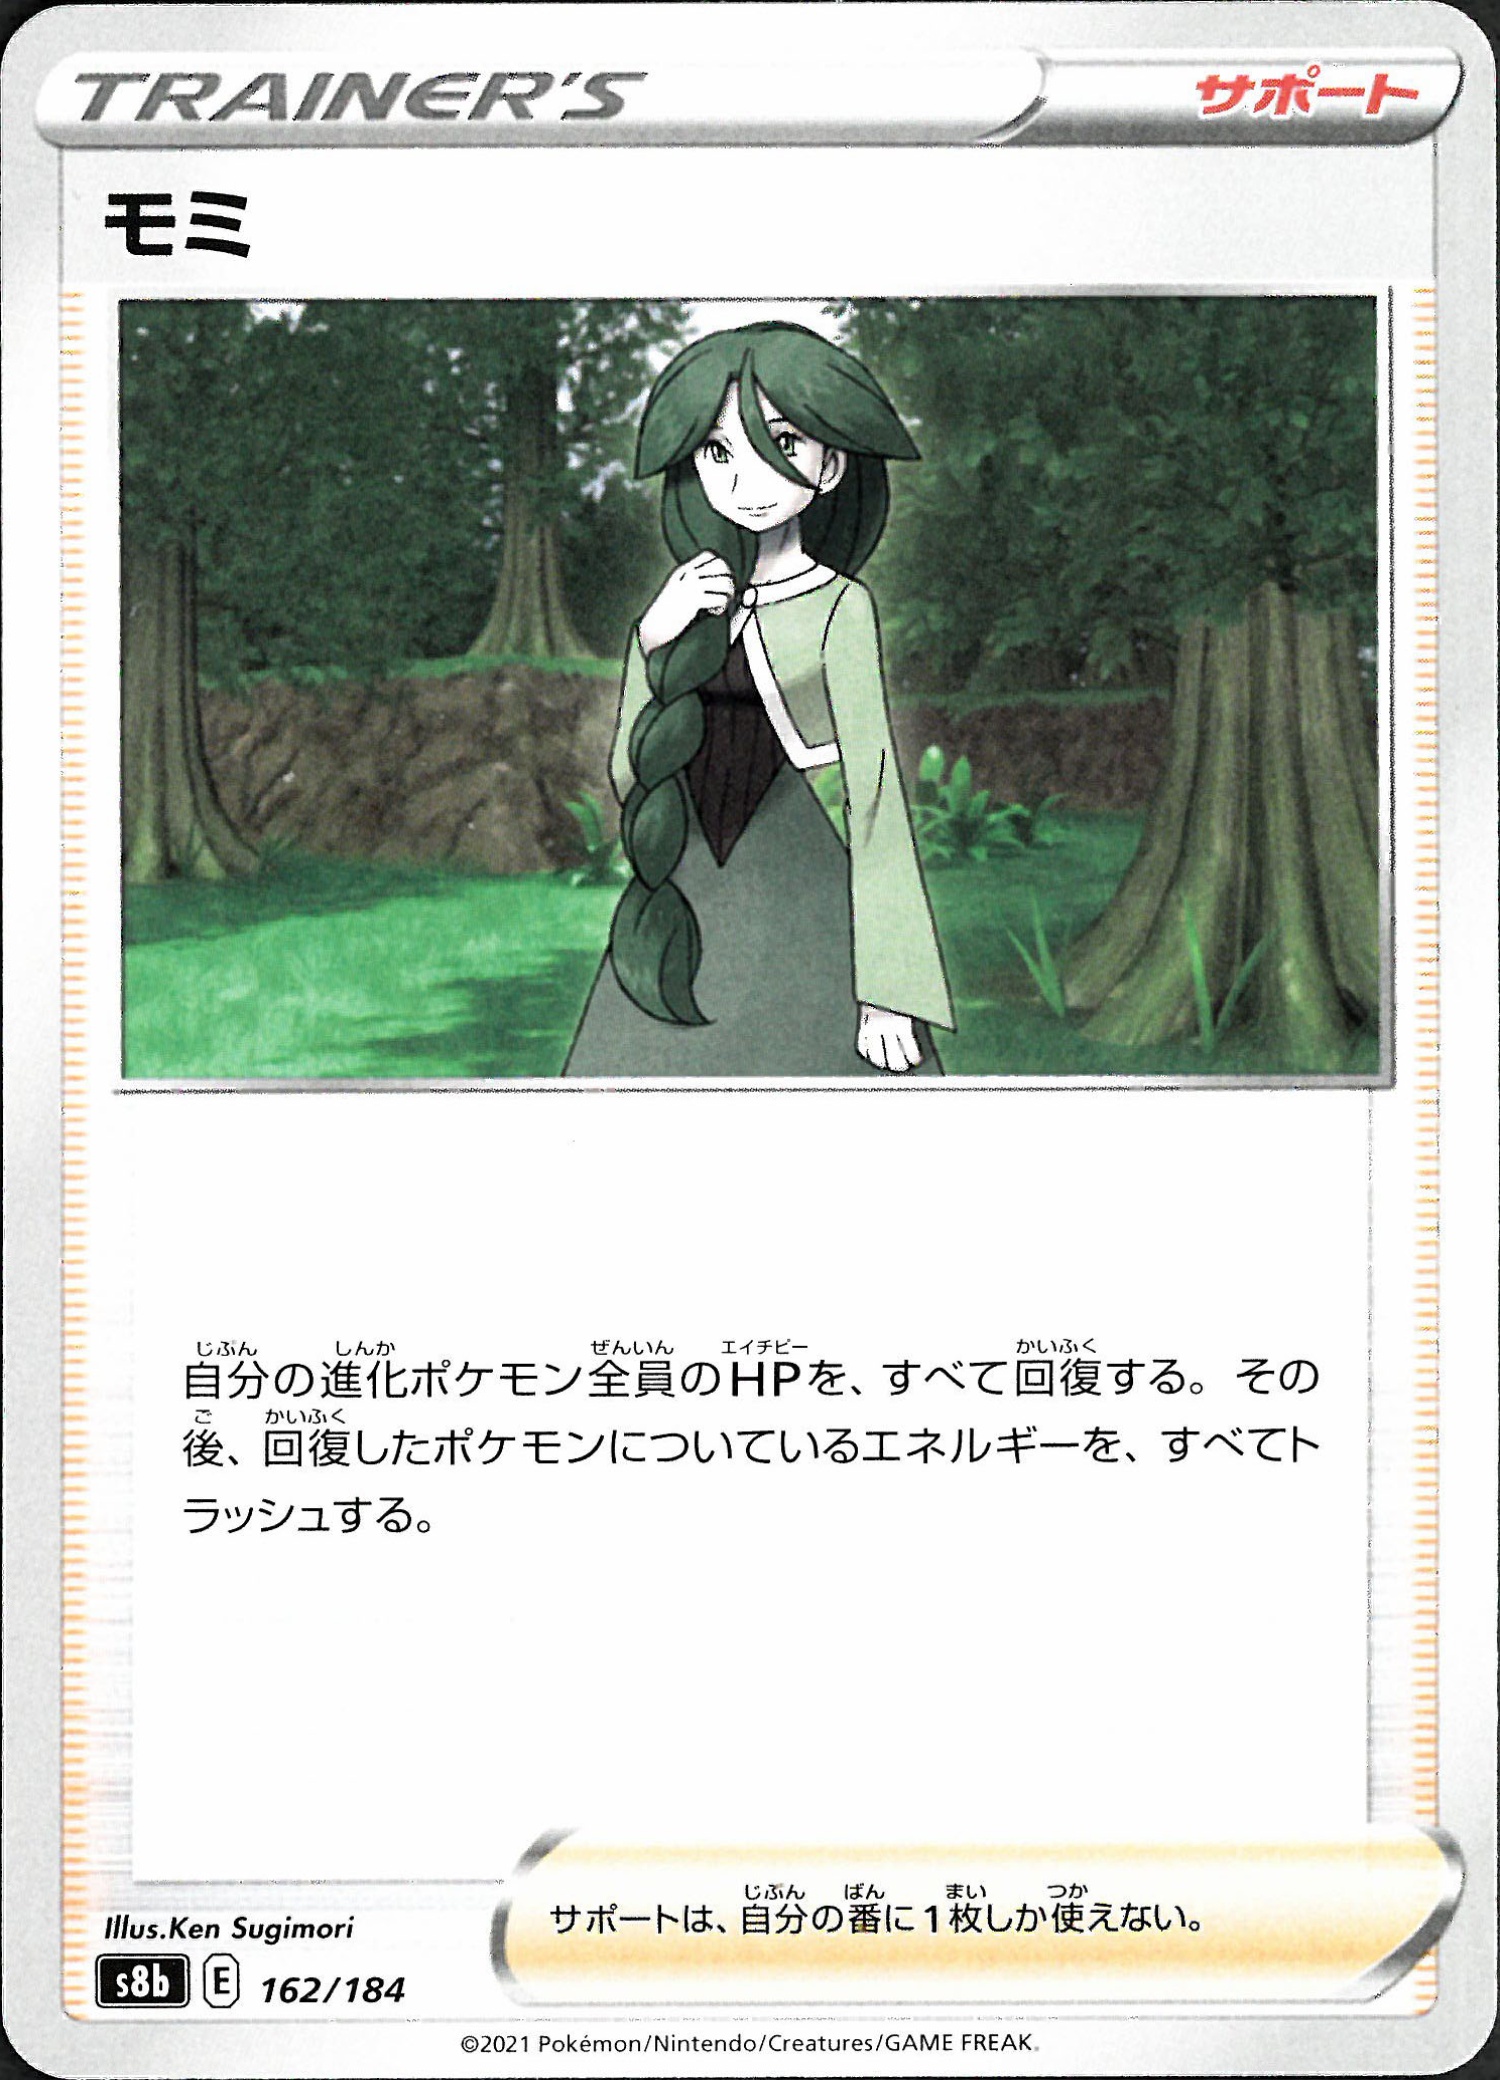 TRAINER'S
サポート
モミ
じぶん しんか ぜんいん エイチピー かいふく
自分の進化ポケモン全員のHPを、すべて回復する。その
ご かいふく
後、回復したポケモンについているエネルギーを、すべてト
ラッシュする。
じぶん ばん まい つか
サポートは、自分の番に1枚しか使えない。
Illus.Ken Sugimori
s8b E 162/184
©2021 Pokémon/Nintendo/Creatures/GAME FREAK.